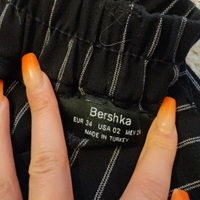 Bershka
EUR 34 USA 02 MEX 24
MADE IN TURKEY